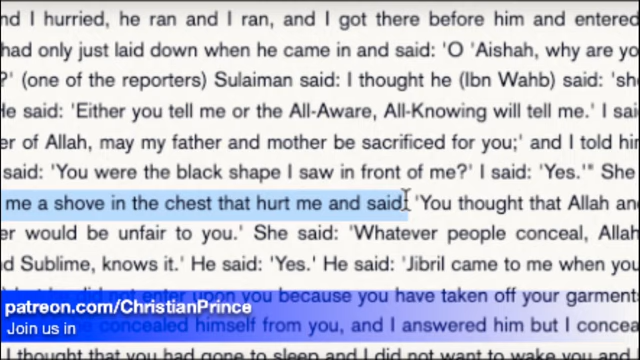 nd I hurried, he ran and I ran, and I got there before him and entered
had only just laid down when he came in and said: 'O 'Aishah, why are yo
?' (one of the reporters) Sulaiman said: I thought he (Ibn Wahb) said: 'sh
He said: 'Either you tell me or the All-Aware, All-Knowing will tell me.' I sai
er of Allah, may my father and mother be sacrificed for you;' and I told him
said: 'You were the black shape I saw in front of me?' I said: 'Yes.'" She
me a shove in the chest that hurt me and said: 'You thought that Allah an
er would be unfair to you.' She said: 'Whatever people conceal, Allah
d Sublime, knows it.' He said: 'Yes.' He said: 'Jibril came to me when you
not enter upon you because you have taken off your garment
patreon.com/ChristianPrince
concealed himself from you, and I answered him but I concea
Join us in
I thought that you had gone to sleep and I did not want to wake you and